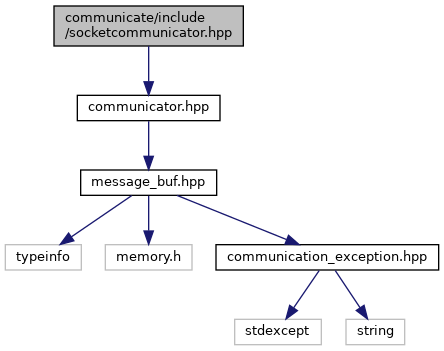 communicate/include
/socketcommunicator.hpp
communicator.hpp
message_buf.hpp
typeinfo
memory.h
communication_exception.hpp
stdexcept
string